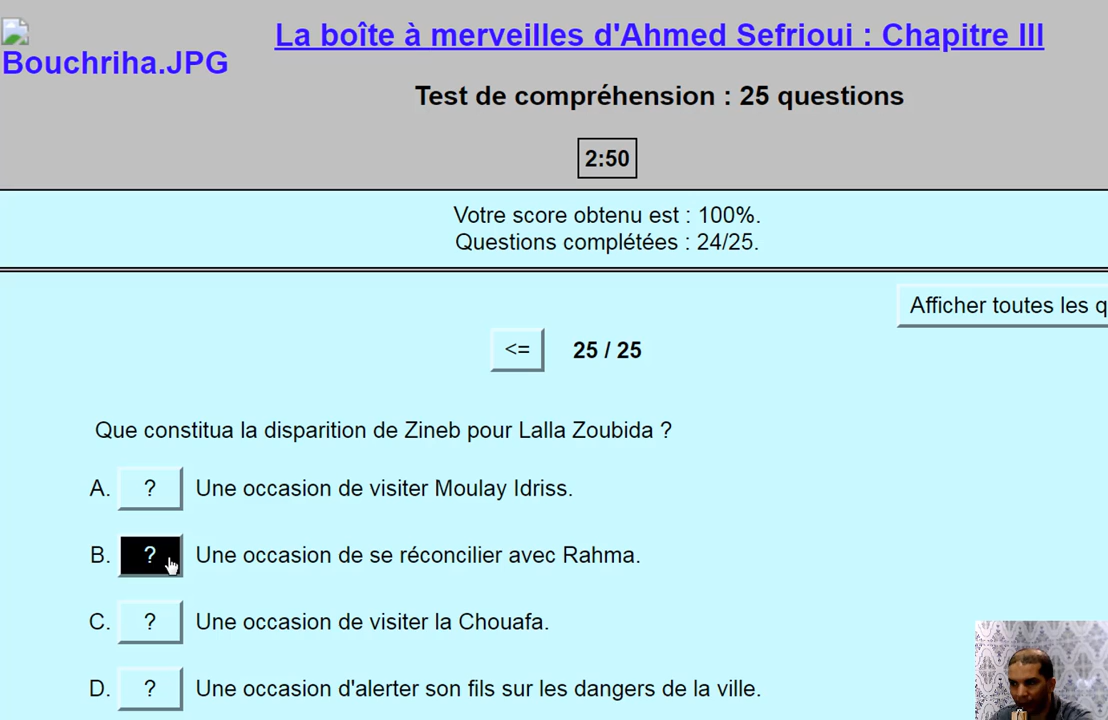 Bouchriha.JPG
La boîte à merveilles d'Ahmed Sefrioui : Chapitre III
Test de compréhension : 25 questions
2:50
Votre score obtenu est : 100%.
Questions complétées : 24/25.
Afficher toutes les q
<= 25 / 25
Que constitua la disparition de Zineb pour Lalla Zoubida ?
A. ? Une occasion de visiter Moulay Idriss.
B. ? Une occasion de se réconcilier avec Rahma.
C. ? Une occasion de visiter la Chouafa.
D. ? Une occasion d'alerter son fils sur les dangers de la ville.